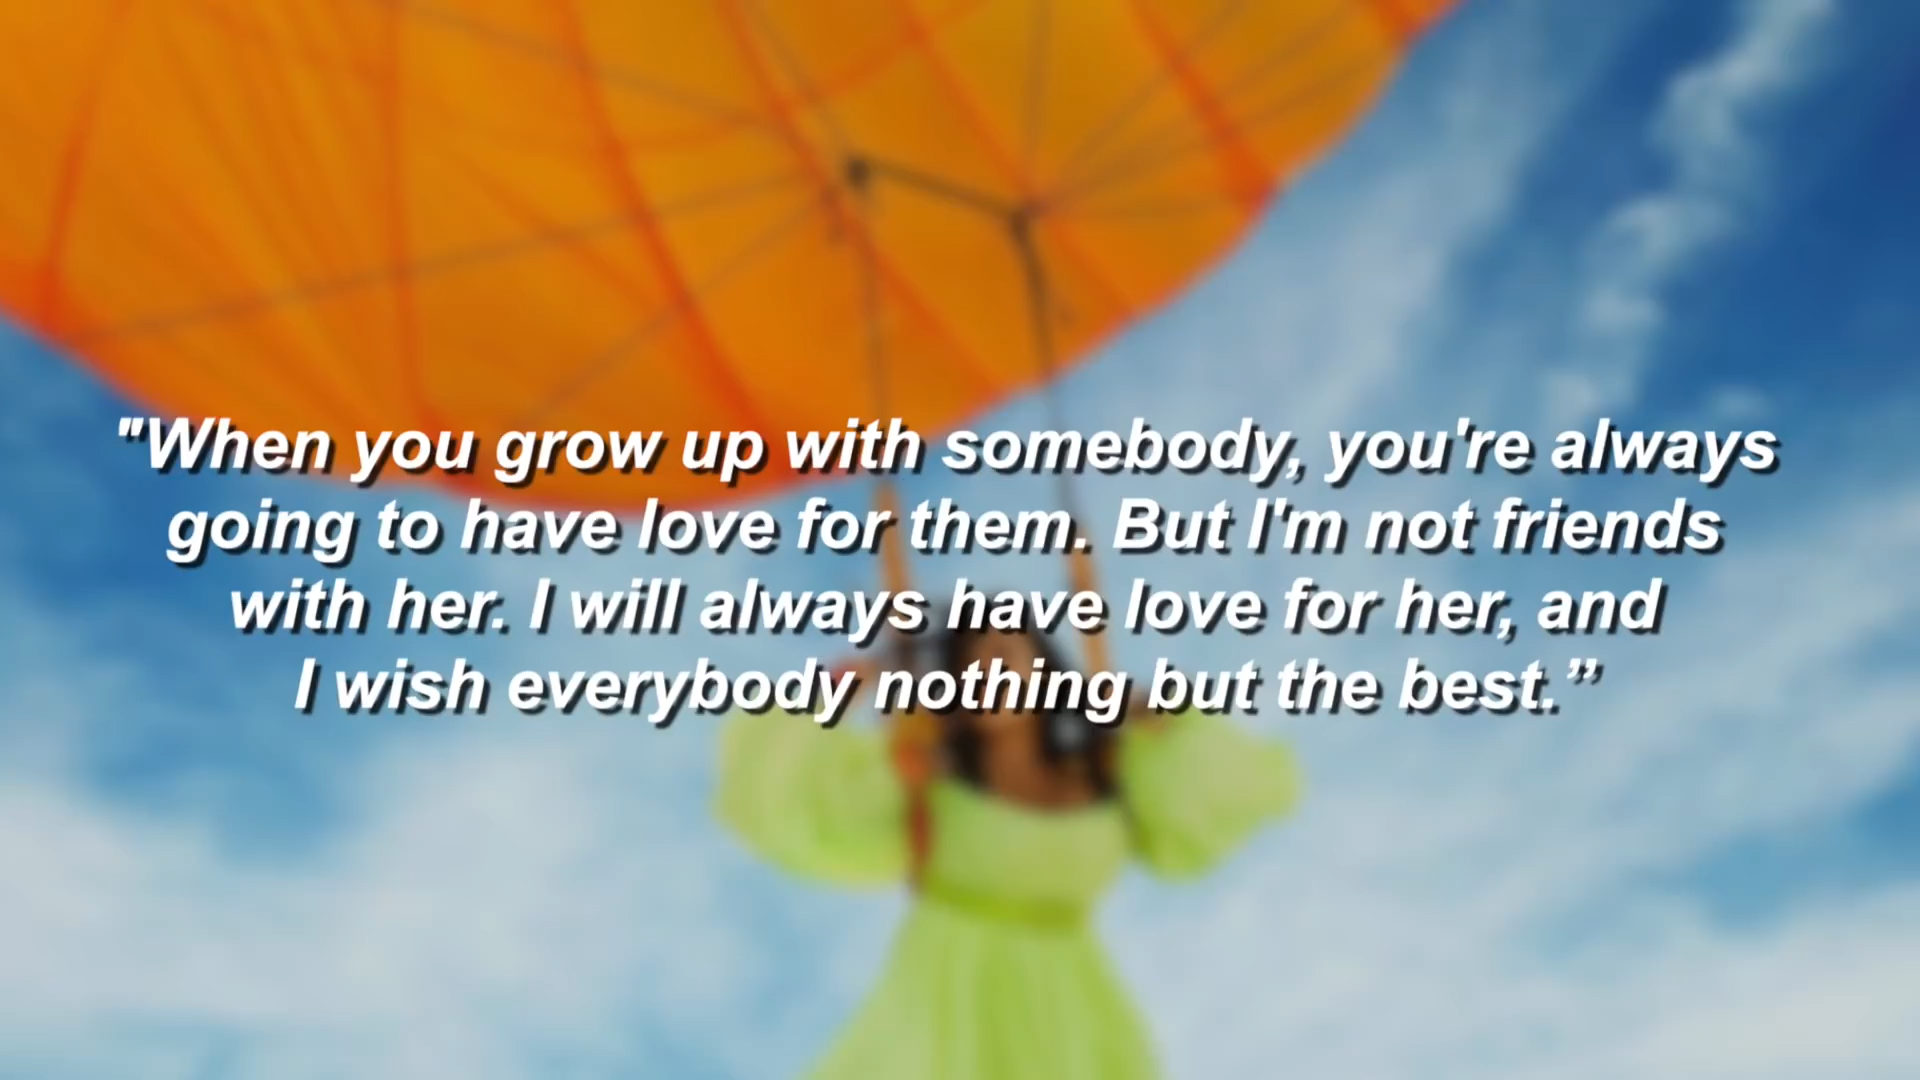 "When you grow up with somebody, you're always
going to have love for them. But I'm not friends
with her. I will always have love for her, and
I wish everybody nothing but the best.”